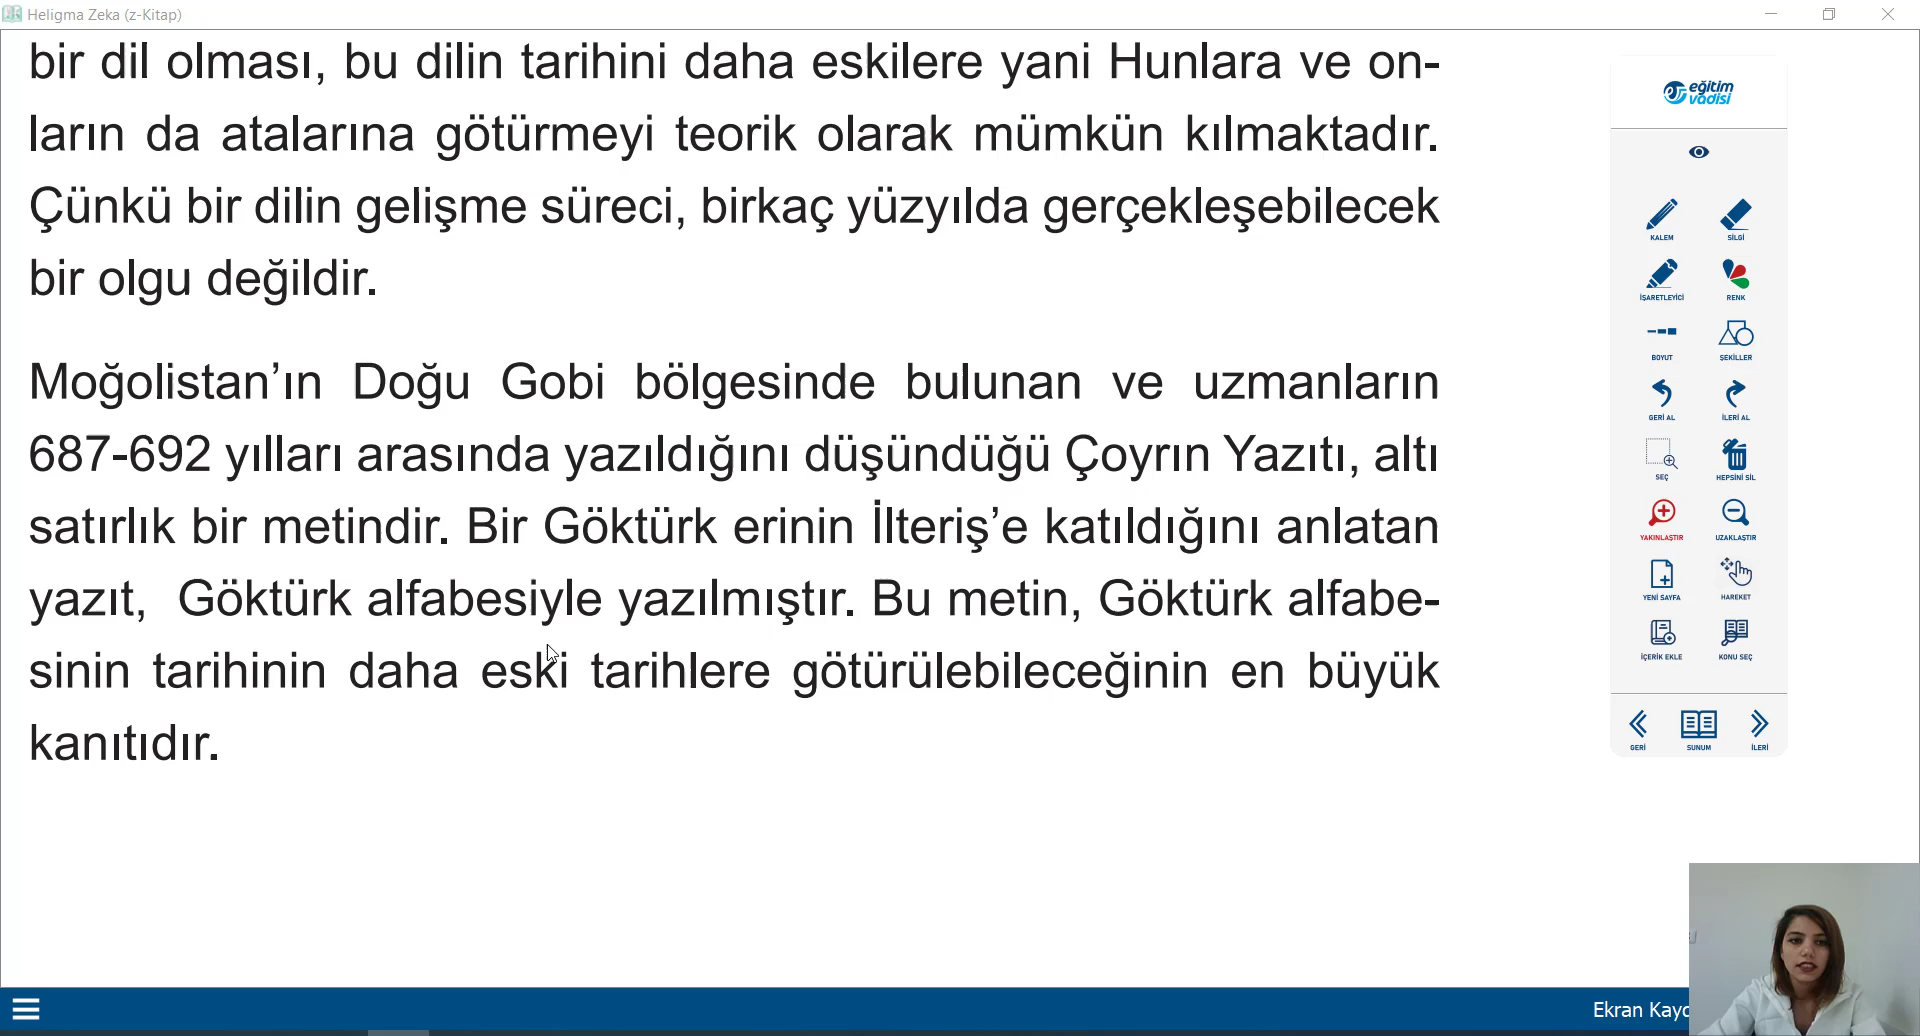 Heligma Zeka (z-Kitap)
bir dil olması, bu dilin tarihini daha eskilere yani Hunlara ve on-
ların da atalarına götürmeyi teorik olarak mümkün kılmaktadır.
Çünkü bir dilin gelişme süreci, birkaç yüzyılda gerçekleşebilecek
bir olgu değildir.
Moğolistan’ın Doğu Gobi bölgesinde bulunan ve uzmanların
687-692 yılları arasında yazıldığını düşündüğü Çoyrın Yazıtı, altı
satırlık bir metindir. Bir Göktürk erinin İlteriş’e katıldığını anlatan
yazıt, Göktürk alfabesiyle yazılmıştır. Bu metin, Göktürk alfabe-
sinin tarihinin daha eski tarihlere götürülebileceğinin en büyük
kanıtıdır.
eğitim
vadisi
KALEM SİLGİ
İŞARETLEYİCİ RENK
BOYUT ŞEKİLLER
GERİ AL İLERİ AL
SEÇ HEPSİNİ SİL
YAKINLAŞTIR UZAKLAŞTIR
YENİ SAYFA HAREKET
İÇERİK EKLE KONU SEÇ
GERİ SUNUM İLERİ
Ekran